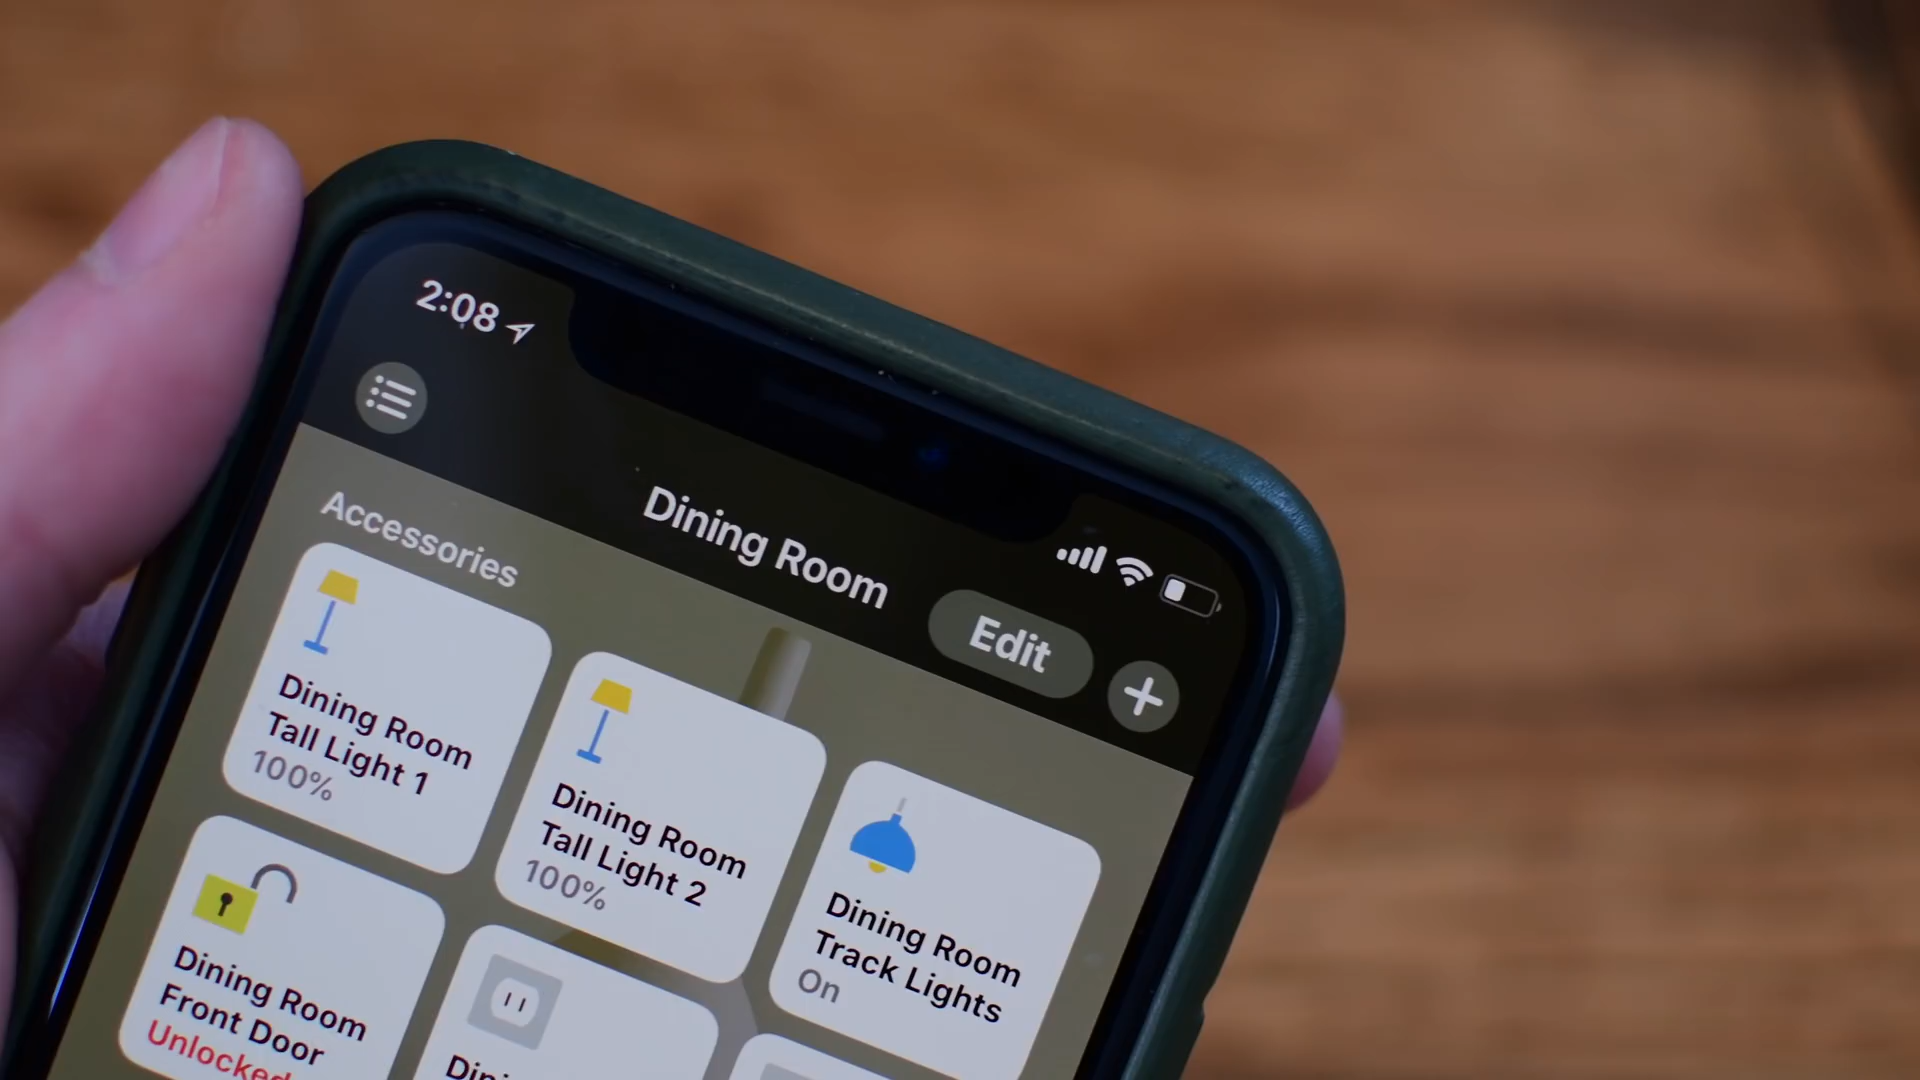 2:08
Dining Room
Edit
Accessories
Dining Room
Tall Light 1
100%
Dining Room
Tall Light 2
100%
Dining Room
Track Lights
On
Dining Room
Front Door
Unlocked